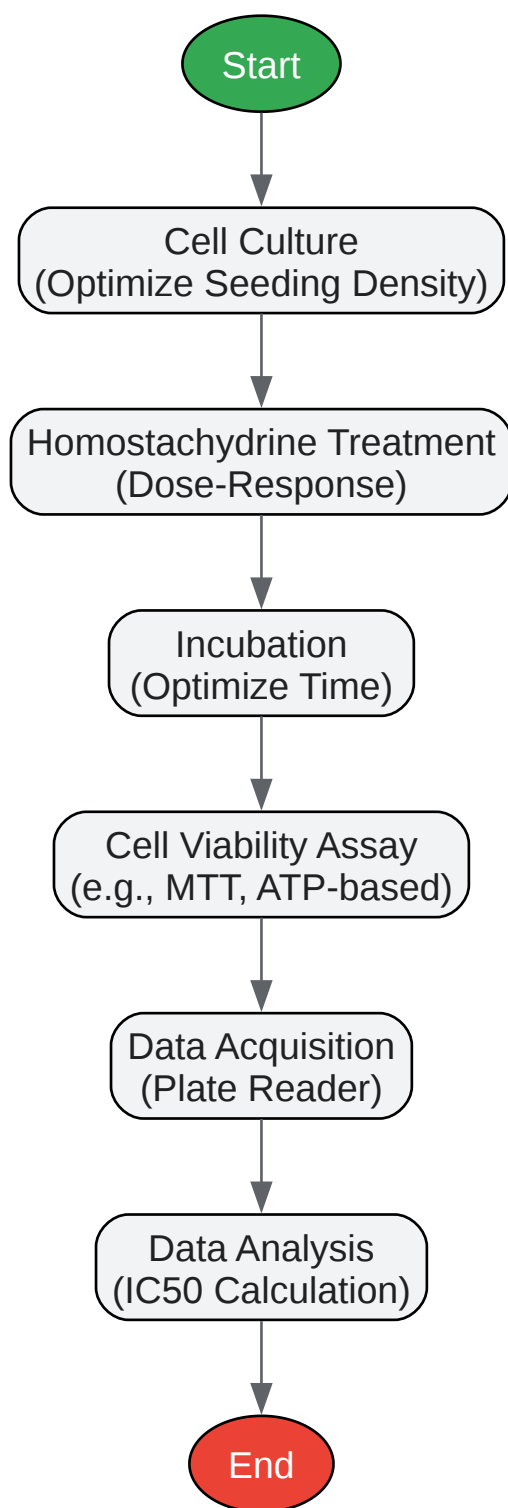 Start
Cell Culture
(Optimize Seeding Density)
Homostachydrine Treatment
(Dose-Response)
Incubation
(Optimize Time)
Cell Viability Assay
(e.g., MTT, ATP-based)
Data Acquisition
(Plate Reader)
Data Analysis
(IC50 Calculation)
End